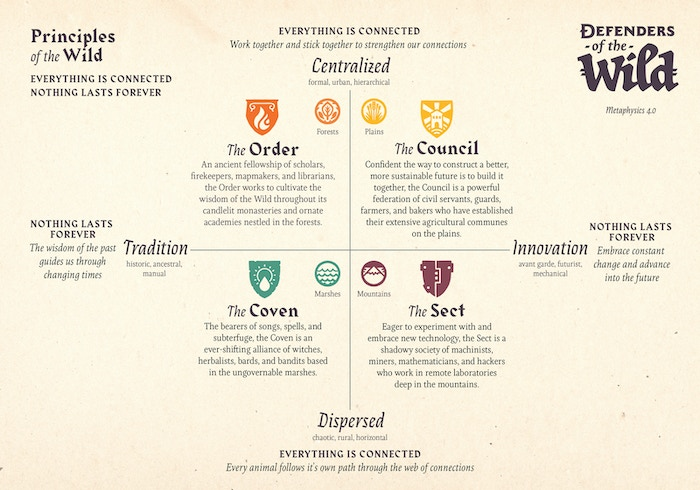 Principles
of the Wild
EVERYTHING IS CONNECTED
NOTHING LASTS FOREVER
EVERYTHING IS CONNECTED
Work together and stick together to strengthen our connections
Centralized
formal, urban, hierarchical
DEFENDERS
of the
Wild
Metaphysics 4.0
Forests
Plains
The Order
An ancient fellowship of scholars,
firekeepers, mapmakers, and librarians,
the Order works to cultivate the
wisdom of the Wild throughout its
candlelit monasteries and ornate
academies nestled in the forests.
The Council
Confident the way to construct a better,
more sustainable future is to build it
together, the Council is a powerful
federation of civil servants, guards,
farmers, and bakers who have established
their extensive agricultural communes
on the plains.
NOTHING LASTS
FOREVER
The wisdom of the past
guides us through
changing times
Tradition
historic, ancestral,
manual
Innovation
avant garde, futurist,
mechanical
NOTHING LASTS
FOREVER
Embrace constant
change and advance
into the future
Marshes
Mountains
The Coven
The bearers of songs, spells, and
subterfuge, the Coven is an
ever-shifting alliance of witches,
herbalists, bards, and bandits based
in the ungovernable marshes.
The Sect
Eager to experiment with and
embrace new technology, the Sect is a
shadowy society of machinists,
miners, mathematicians, and hackers
who work in remote laboratories
deep in the mountains.
Dispersed
chaotic, rural, horizontal
EVERYTHING IS CONNECTED
Every animal follows it's own path through the web of connections